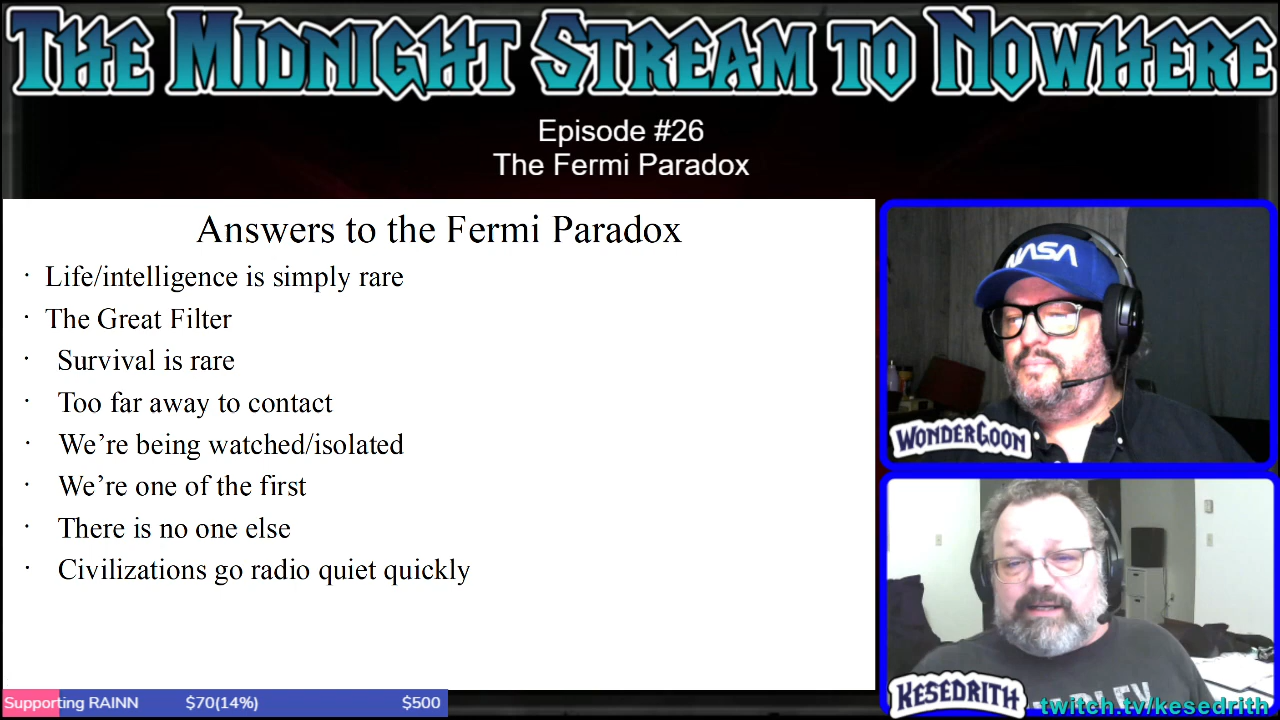 The Midnight Stream to Nowhere
Episode #26
The Fermi Paradox
Answers to the Fermi Paradox
· Life/intelligence is simply rare
· The Great Filter
· Survival is rare
· Too far away to contact
· We’re being watched/isolated
· We’re one of the first
· There is no one else
· Civilizations go radio quiet quickly
NASA
WonderGoon
Kesedrith
twitch.tv/kesedrith
Supporting RAINN $70(14%) $500